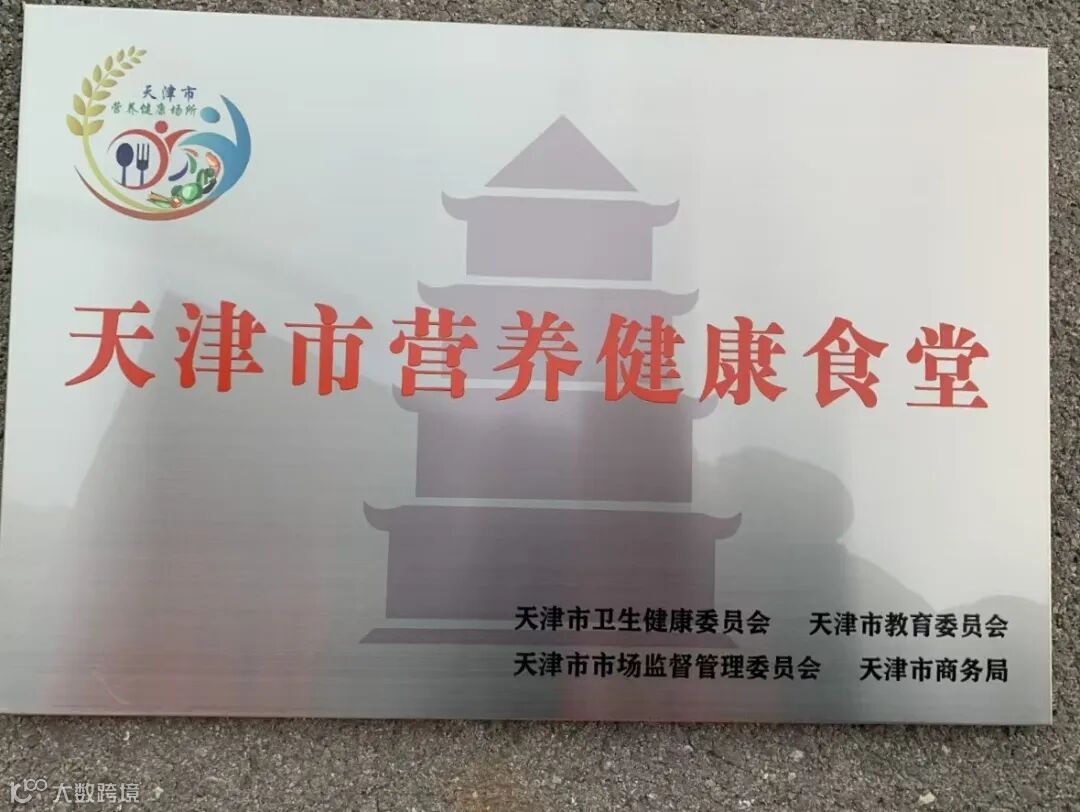 天津市
营养健康场所
天津市营养健康食堂
天津市卫生健康委员会 天津市教育委员会
天津市市场监督管理委员会 天津市商务局
大数跨境